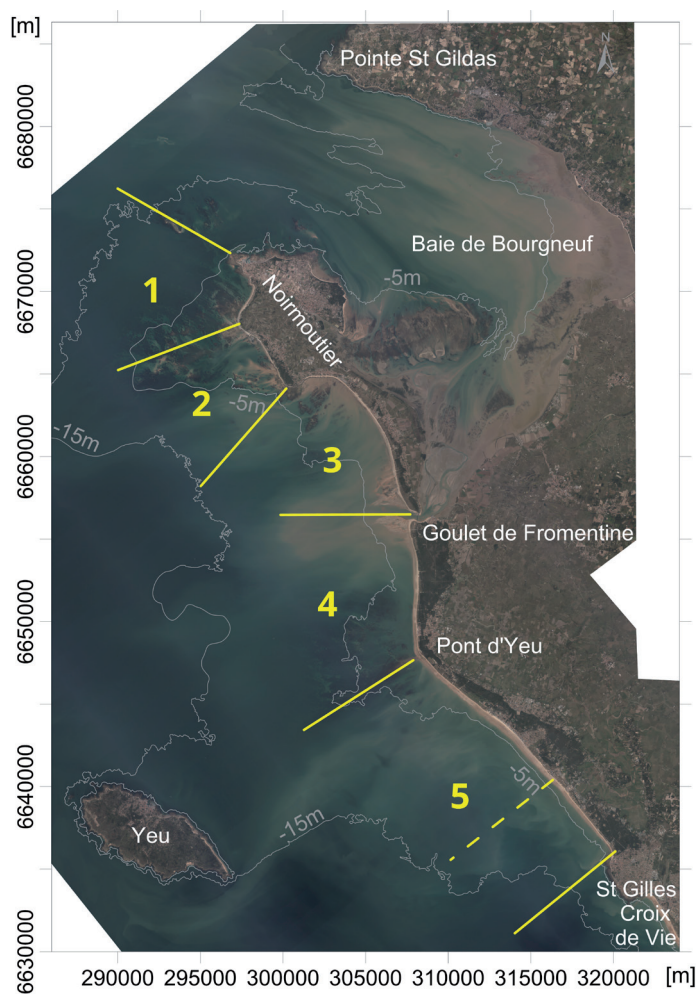 [m]
Pointe St Gildas
N
6680000
Baie de Bourgneuf
-5m
1
6670000
Noirmoutier
2
-5m
-15m
3
6660000
Goulet de Fromentine
4
6650000
Pont d'Yeu
6640000
5
-5m
-15m
Yeu
St Gilles
Croix
de Vie
6630000
290000 295000 300000 305000 310000 315000 320000 [m]